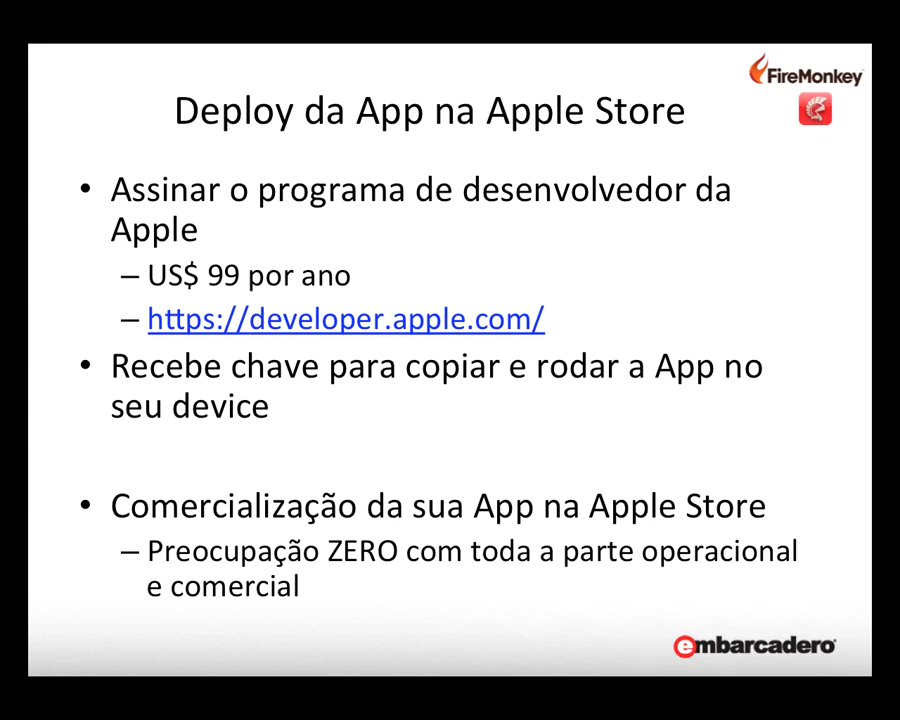 FireMonkey
Deploy da App na Apple Store
• Assinar o programa de desenvolvedor da
Apple
– US$ 99 por ano
– https://developer.apple.com/
• Recebe chave para copiar e rodar a App no
seu device
• Comercialização da sua App na Apple Store
– Preocupação ZERO com toda a parte operacional
e comercial
embarcadero